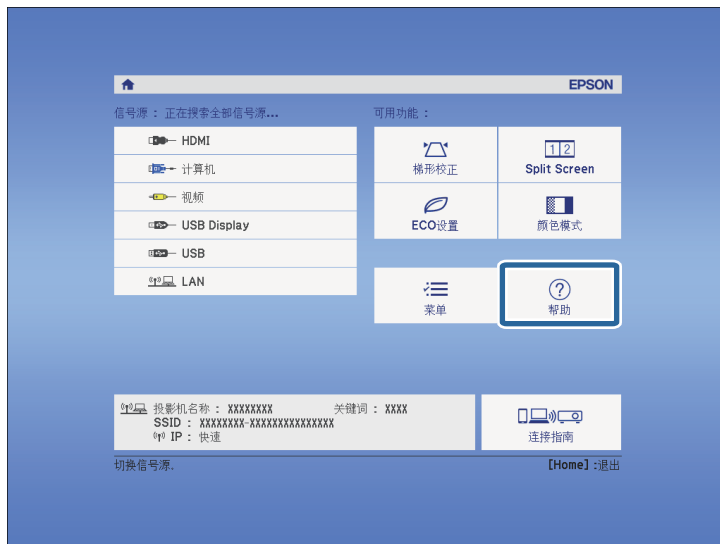 EPSON
信号源 : 正在搜索全部信号源...
可用功能 :
HDMI
计算机
视频
USB Display
USB
LAN
梯形校正
Split Screen
1 2
ECO设置
颜色模式
菜单
?
帮助
投影机名称 : XXXXXXXX
关键词 : XXXX
SSID : XXXXXXXX-XXXXXXXXXXXXXXX
IP : 快速
连接指南
切换信号源.
[Home] :退出